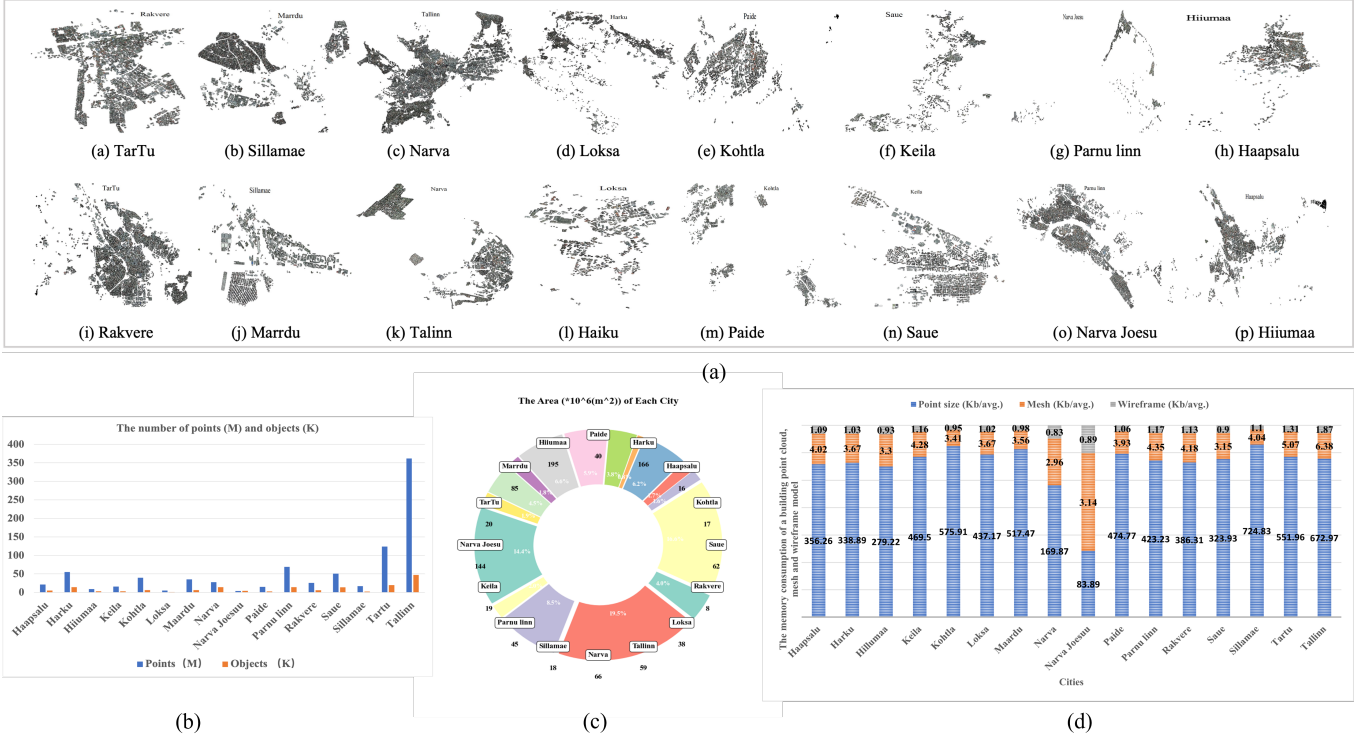 Rakvere
Marrdu
Tallinn
Harku
Paide
Saue
Narva Joesu
Hiiumaa
(a) TarTu
(b) Sillamae
(c) Narva
(d) Loksa
(e) Kohtla
(f) Keila
(g) Parnu linn
(h) Haapsalu
TarTu
Sillamae
Narva
Loksa
Kohtla
Keila
Parnu linn
Haapsalu
(i) Rakvere
(j) Marrdu
(k) Talinn
(l) Haiku
(m) Paide
(n) Saue
(o) Narva Joesu
(p) Hiiumaa
(a)
The number of points (M) and objects (K)
400
350
300
250
200
150
100
50
0
Haapsalu
Harku
Hiiumaa
Keila
Kohtla
Loksa
Maardu
Narva
Narva Joesuu
Paide
Parnu linn
Rakvere
Saue
Sillamae
Tartu
Tallinn
Points (M)
Objects (K)
(b)
The Area (*10^6(m^2)) of Each City
Paide
40
Harku
166
6.2%
Haapsalu
16
Kohtla
17
Saue
62
Rakvere
4.0%
8
Loksa
38
Tallinn
59
19.5%
Narva
66
Sillamae
18
8.5%
Parnu linn
45
Keila
19
Narva Joesu
144
14.4%
TarTu
20
Marrdu
85
Hilumaa
195
(c)
Point size (Kb/avg.)
Mesh (Kb/avg.)
Wireframe (Kb/avg.)
The memory consumption of a building point cloud,
mesh and wireframe model
1.09
1.03
0.93
1.16
0.95
1.02
0.98
0.83
0.89
1.06
1.17
1.13
0.9
1.1
1.31
1.87
4.02
3.67
3.3
4.28
3.41
3.67
3.56
2.96
3.14
3.93
4.35
4.18
3.15
4.04
5.07
6.38
356.26
338.89
279.22
469.5
575.91
437.17
517.47
169.87
83.89
474.77
423.23
386.31
323.93
724.83
551.96
672.97
Haapsalu
Harku
Hillumaa
Keila
Kohtla
Loksa
Maardu
Narva
Narva Joesuu
Paide
Parnu linn
Rakvere
Saue
Sillamae
Tartu
Tallinn
Cities
(d)